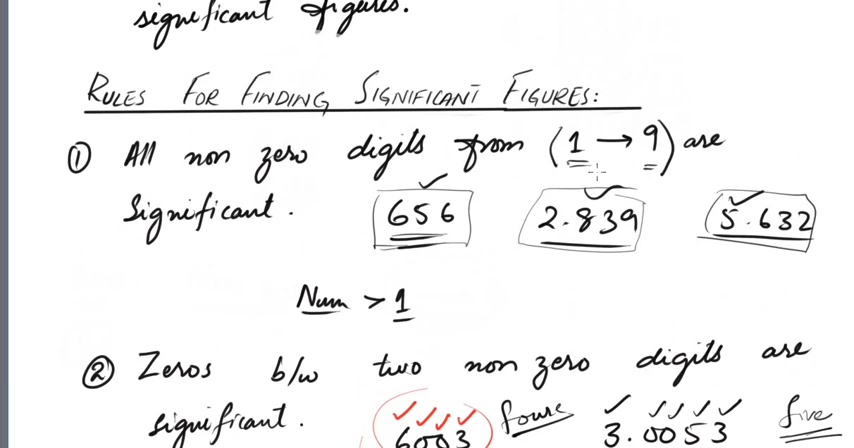 significant figures.
RULES FOR FINDING SIGNIFICANT FIGURES:
① All non zero digits from (1 → 9) are
significant. 656 2.839 5.632
Num > 1
② Zeros b/w two non zero digits are
significant. 6003 four 3.0053 five